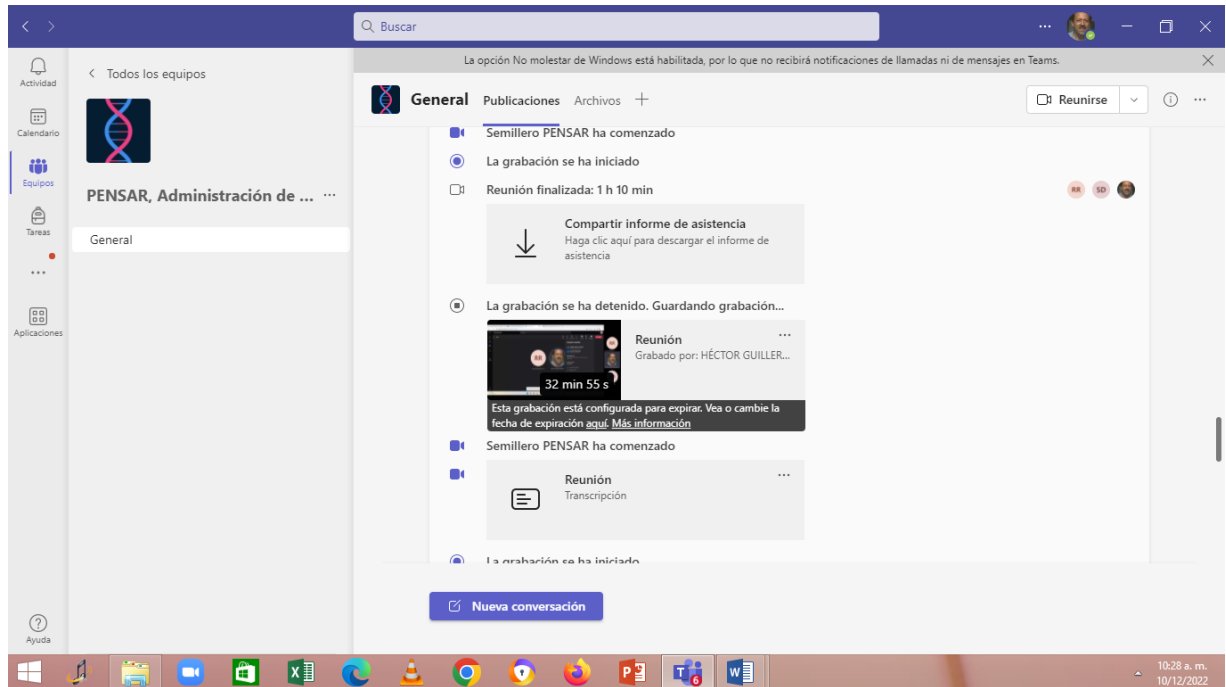 Buscar
La opción No molestar de Windows está habilitada, por lo que no recibirá notificaciones de llamadas ni de mensajes en Teams.
Actividad
Calendario
Equipos
Tareas
Aplicaciones
Ayuda
Todos los equipos
PENSAR, Administración de ...
General
General Publicaciones Archivos
Reunirse
Semillero PENSAR ha comenzado
La grabación se ha iniciado
Reunión finalizada: 1 h 10 min
RR SD
Compartir informe de asistencia
Haga clic aquí para descargar el informe de
asistencia
La grabación se ha detenido. Guardando grabación...
RR
32 min 55 s
Reunión
Grabado por: HÉCTOR GUILLER...
Esta grabación está configurada para expirar. Vea o cambie la
fecha de expiración aquí. Más información
Semillero PENSAR ha comenzado
Reunión
Transcripción
La grabación se ha iniciado
Nueva conversación
6
10:28 a. m.
10/12/2022